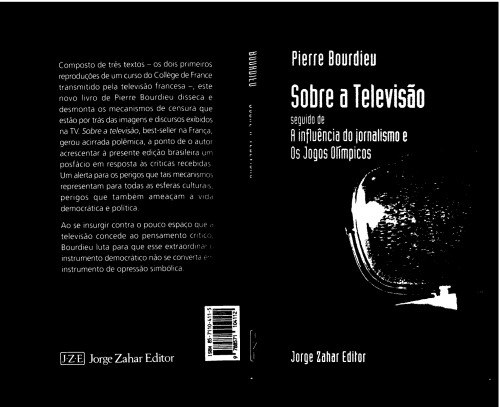 Composto de três textos – os dois primeiros
reproduções de um curso do Collège de France
transmitido pela televisão francesa –, este
novo livro de Pierre Bourdieu disseca e
desmonta os mecanismos de censura que
estão por trás das imagens e discursos exibidos
na TV. Sobre a televisão, best-seller na França,
gerou acirrada polêmica, a ponto de o autor
acrescentar à presente edição brasileira um
posfácio em resposta às críticas recebidas.
Um alerta para os perigos que tais mecanismos
representam para todas as esferas culturais,
perigos que também ameaçam a vida
democrática e política.
Ao se insurgir contra o pouco espaço que a
televisão concede ao pensamento crítico,
Bourdieu luta para que esse extraordinário
instrumento democrático não se converta em
instrumento de opressão simbólica.
JZE Jorge Zahar Editor
BOURDIEU
Pierre Bourdieu
Sobre a Televisão
seguido de
A influência do jornalismo e
Os Jogos Olímpicos
Jorge Zahar Editor